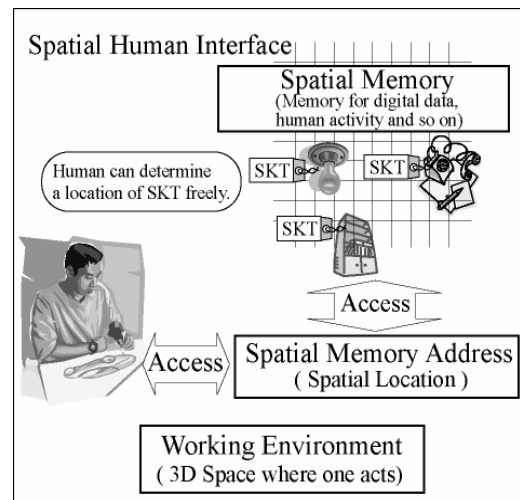 Spatial Human Interface
Spatial Memory
(Memory for digital data,
human activity and so on)
Human can determine
a location of SKT freely.
SKT
SKT
SKT
Access
Access
Spatial Memory Address
( Spatial Location )
Working Environment
( 3D Space where one acts)